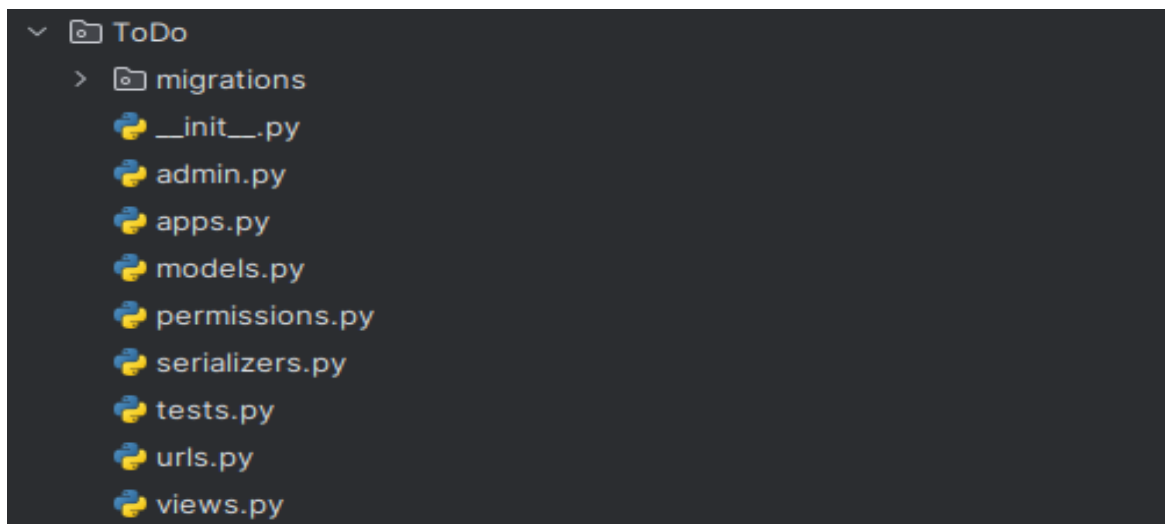 ToDo
migrations
__init__.py
admin.py
apps.py
models.py
permissions.py
serializers.py
tests.py
urls.py
views.py